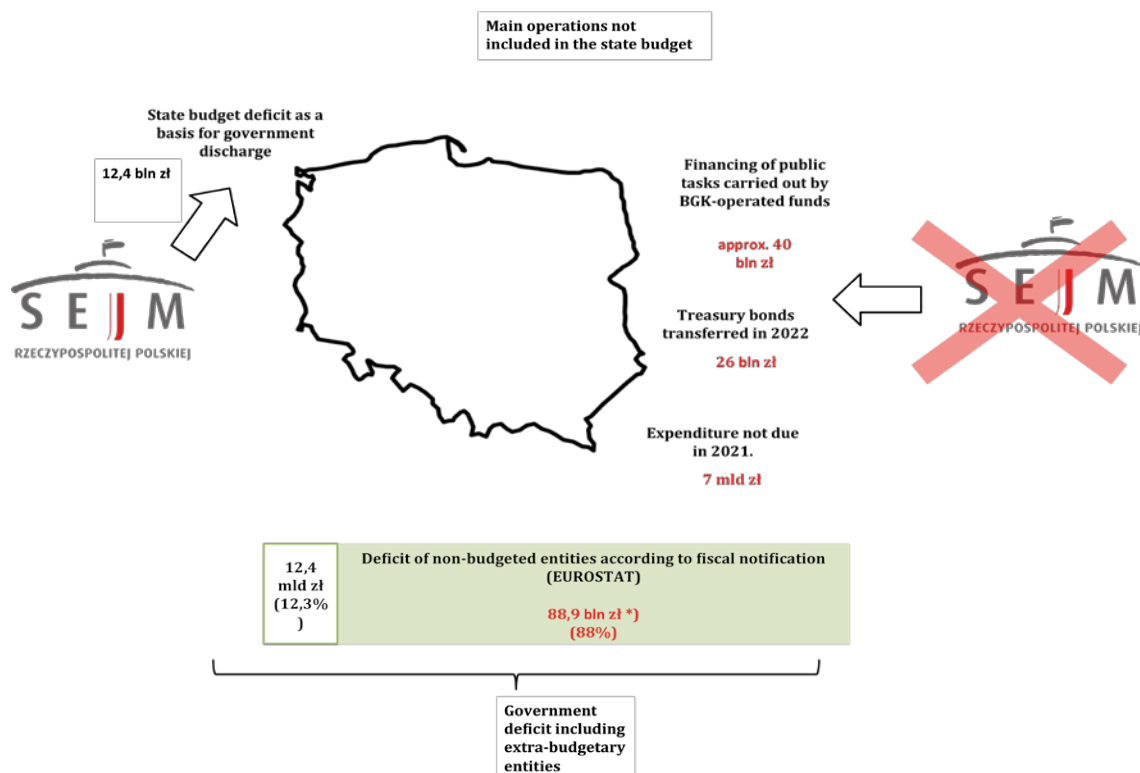 Main operations not
included in the state budget
State budget deficit as a
basis for government
discharge
12,4 bln zł
SEJM
RZECZYPOSPOLITEJ POLSKIEJ
Financing of public
tasks carried out by
BGK-operated funds
approx. 40
bln zł
Treasury bonds
transferred in 2022
26 bln zł
Expenditure not due
in 2021.
7 mld zł
SEJM
RZECZYPOSPOLITEJ POLSKIEJ
12,4
mld zł
(12,3%
)
Deficit of non-budgeted entities according to fiscal notification
(EUROSTAT)
88,9 bln zł *)
(88%)
Government
deficit including
extra-budgetary
entities